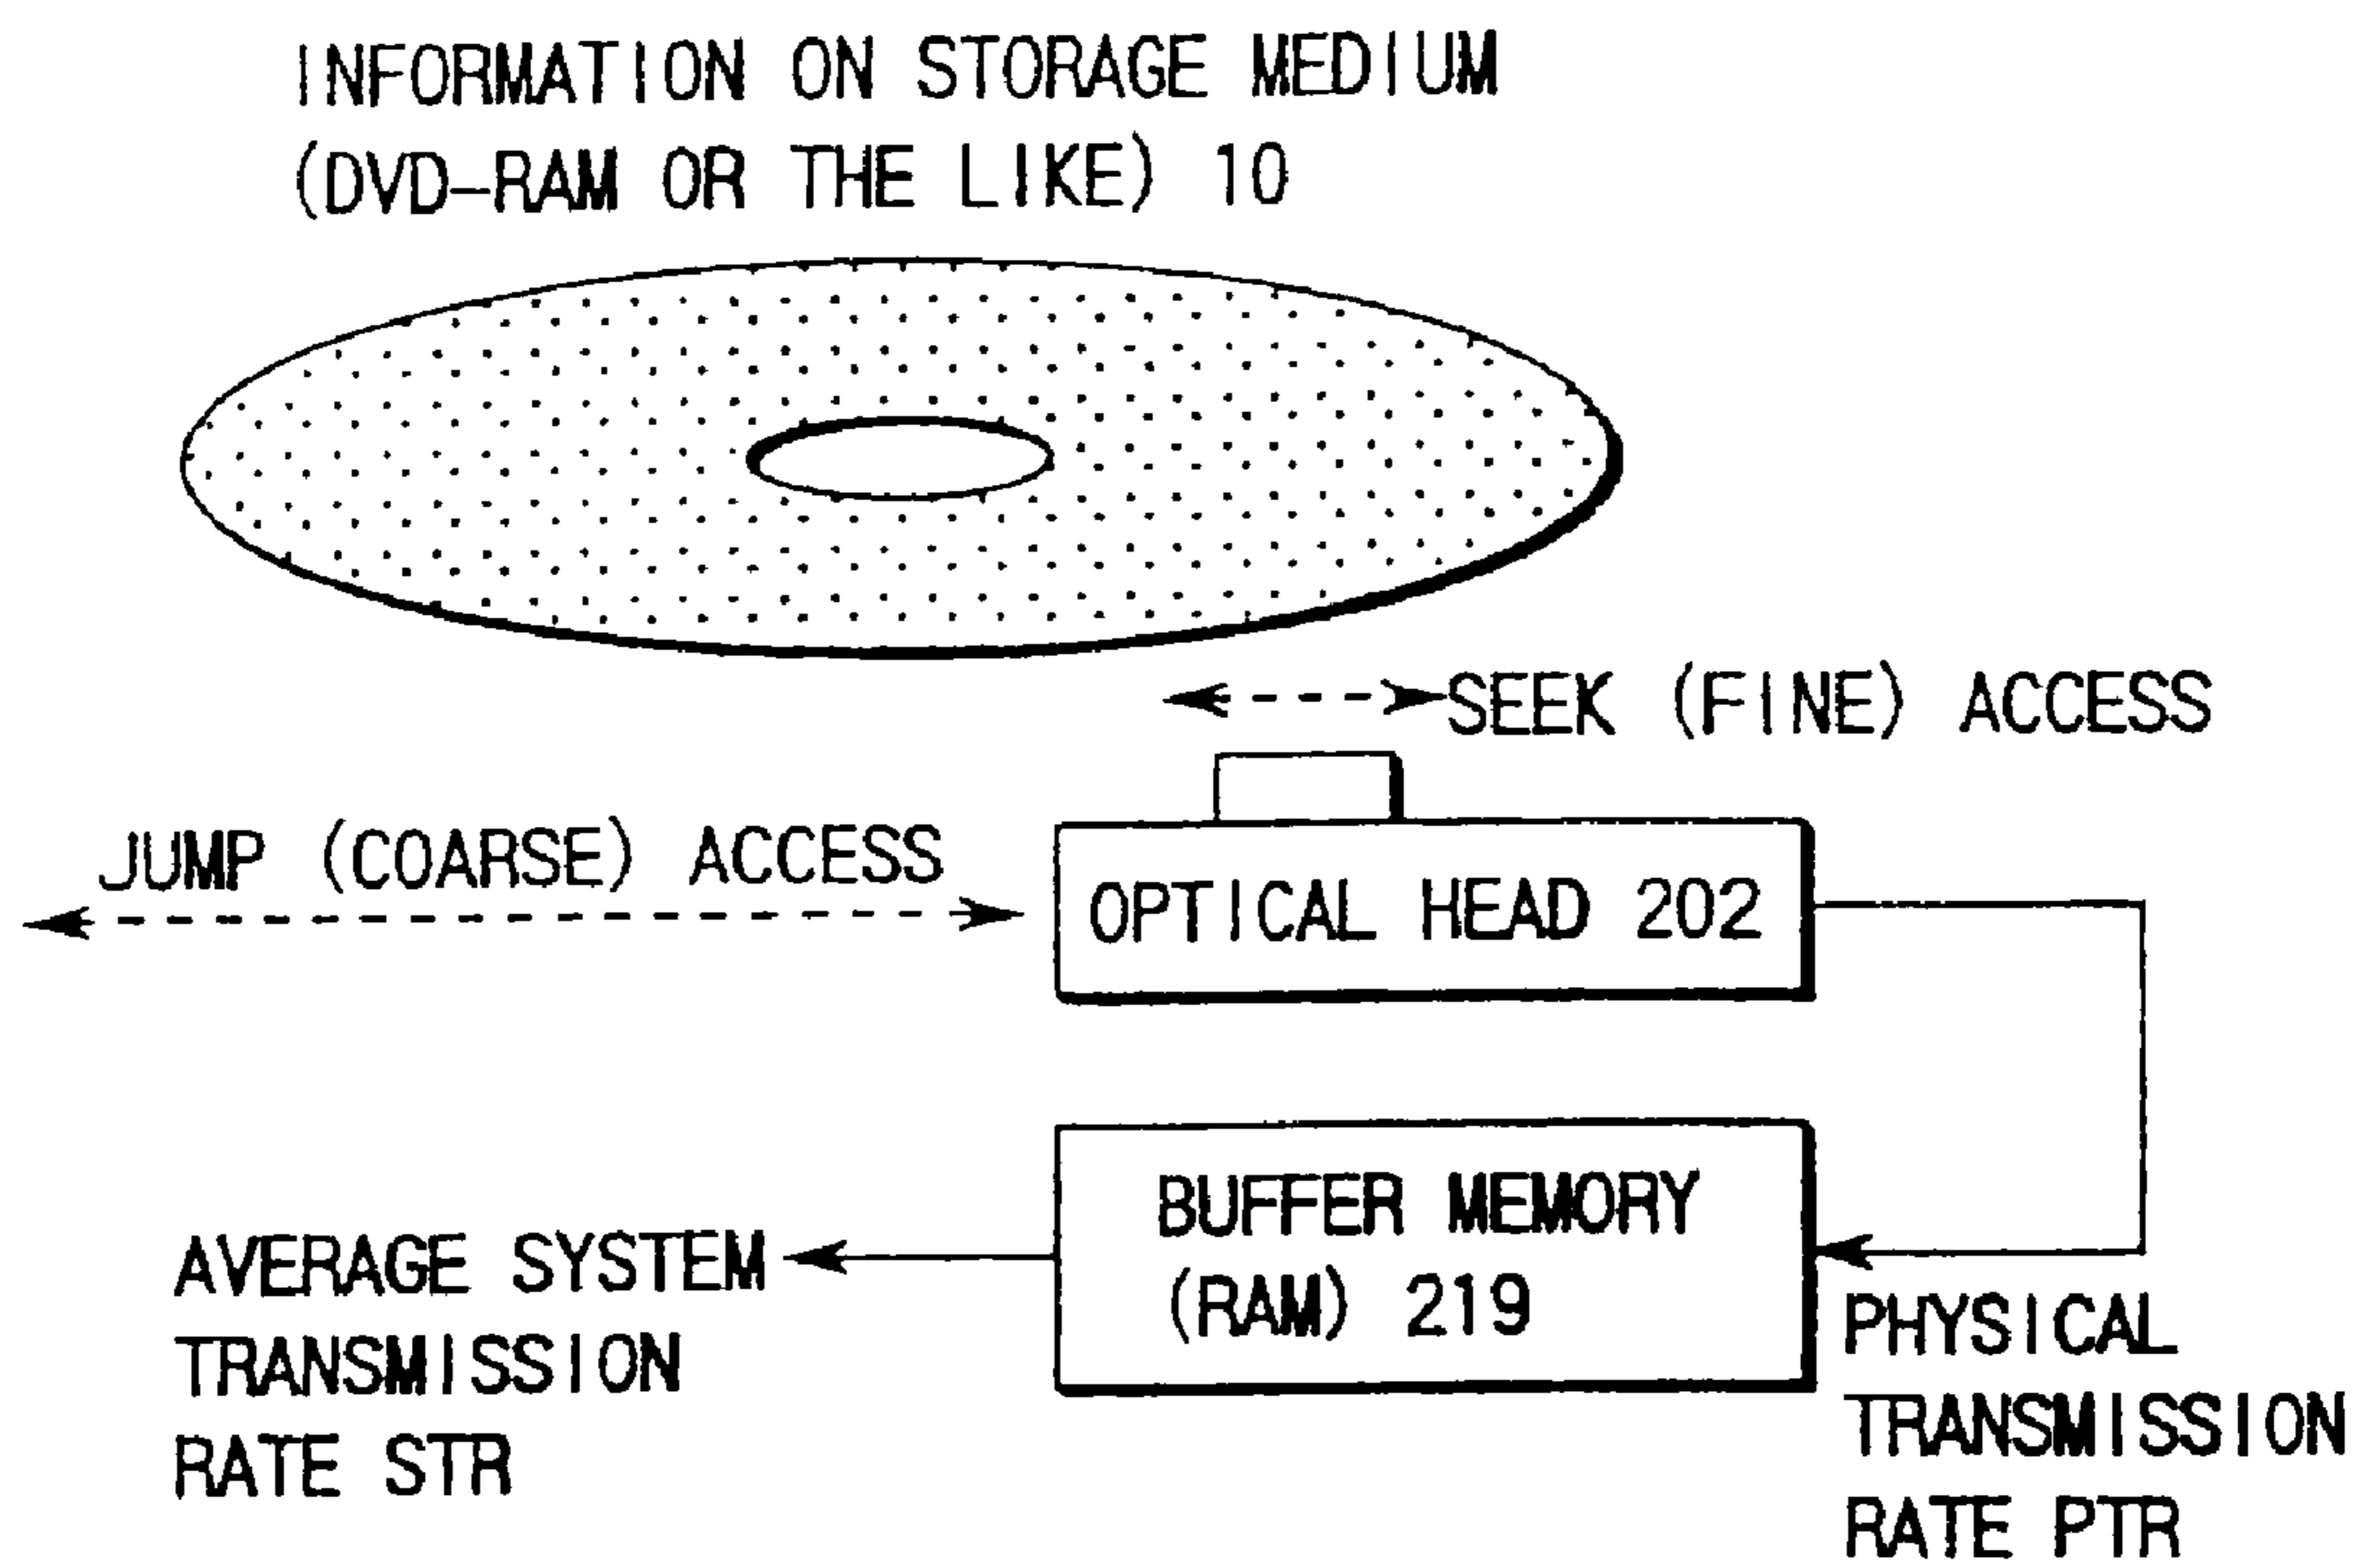 INFORMATION ON STORAGE MEDIUM
(DVD-RAM OR THE LIKE) 10
SEEK (FINE) ACCESS
JUMP (COARSE) ACCESS
OPTICAL HEAD 202
BUFFER MEMORY
(RAM) 219
AVERAGE SYSTEM
TRANSMISSION
RATE STR
PHYSICAL
TRANSMISSION
RATE PTR